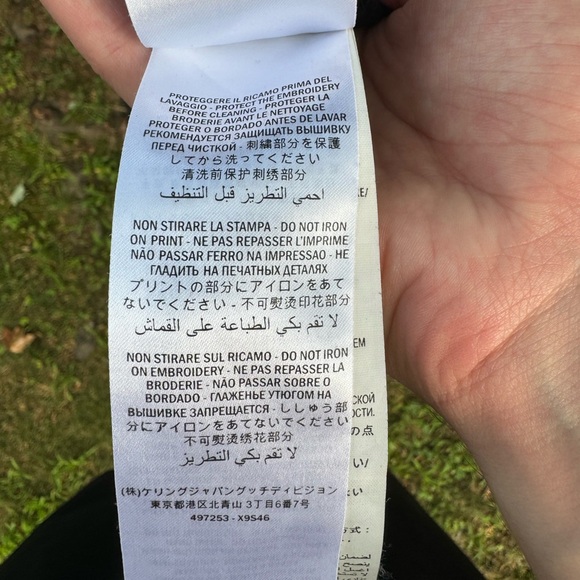 PROTEGGERE IL RICAMO PRIMA DEL
LAVAGGIO - PROTECT THE EMBROIDERY
BEFORE CLEANING - PROTEGER LA
BRODERIE AVANT LE NETTOYAGE
PROTEGER O BORDADO ANTES DE LAVAR
РЕКОМЕНДУЕТСЯ ЗАЩИЩАТЬ ВЫШИВКУ
ПЕРЕД ЧИСТКОЙ - 刺繍部分を保護
してから洗ってください
清洗前保护刺绣部分
احمي التطريز قبل التنظيف
NON STIRARE LA STAMPA - DO NOT IRON
ON PRINT - NE PAS REPASSER L'IMPRIME
NÃO PASSAR FERRO NA IMPRESSAO - НЕ
ГЛАДИТЬ НА ПЕЧАТНЫХ ДЕТАЛЯХ
プリントの部分にアイロンをあて
ないでください - 不可熨烫印花部分
لا تقم بكي الطباعة على القماش
NON STIRARE SUL RICAMO - DO NOT IRON
ON EMBROIDERY - NE PAS REPASSER LA
BRODERIE - NÃO PASSAR SOBRE O
BORDADO - ГЛАЖЕНЬЕ УТЮГОМ НА
ВЫШИВКЕ ЗАПРЕЩАЕТСЯ - ししゅう部
分にアイロンをあてないでください
不可熨烫绣花部分
لا تقم بكي التطريز
(株)ケリングジャパングッチディビジョン
東京都港区北青山 3丁目6番7号
497253 - X9S46